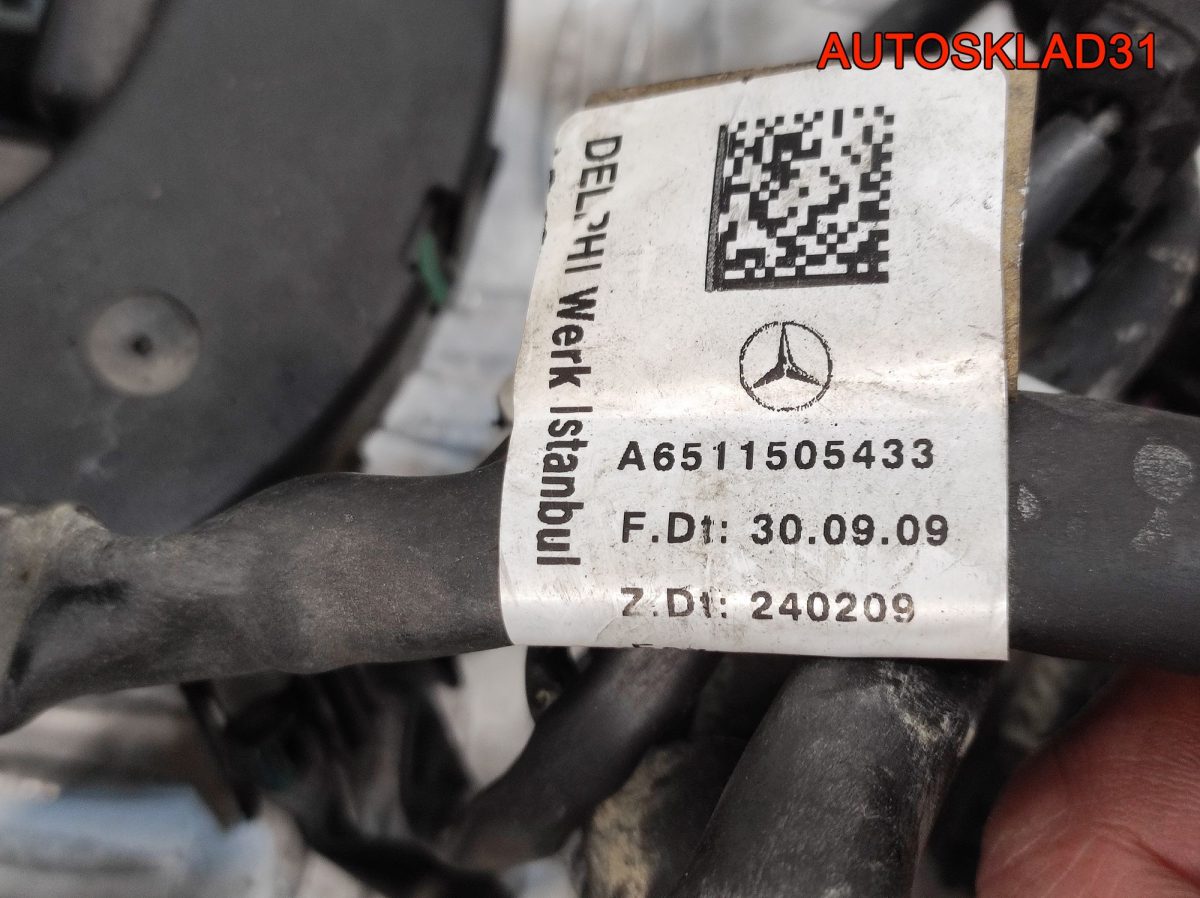 AUTOSKLAD31
DELPHI Werk Istanbul
A6511505433
F.Dt: 30.09.09
Z.Dt: 240209